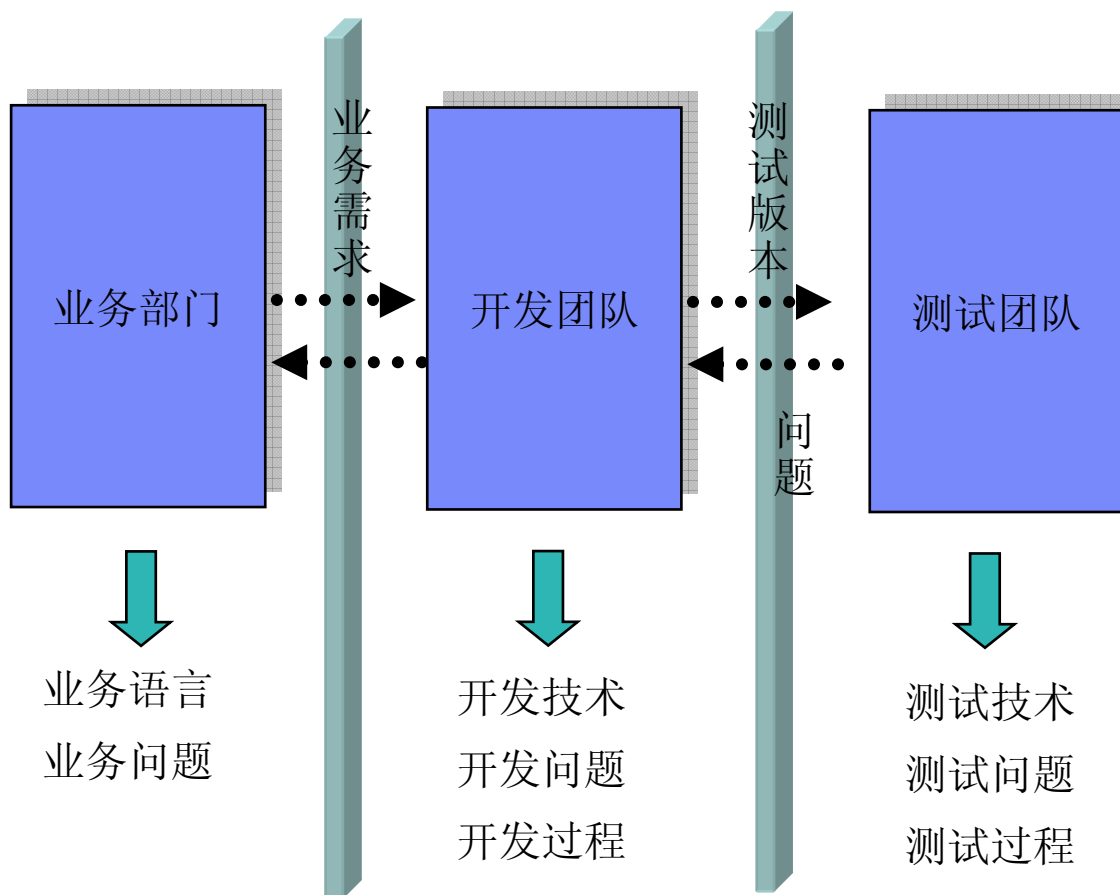 业务需求
测试版本
业务部门
开发团队
测试团队
问题
业务语言
业务问题
开发技术
开发问题
开发过程
测试技术
测试问题
测试过程